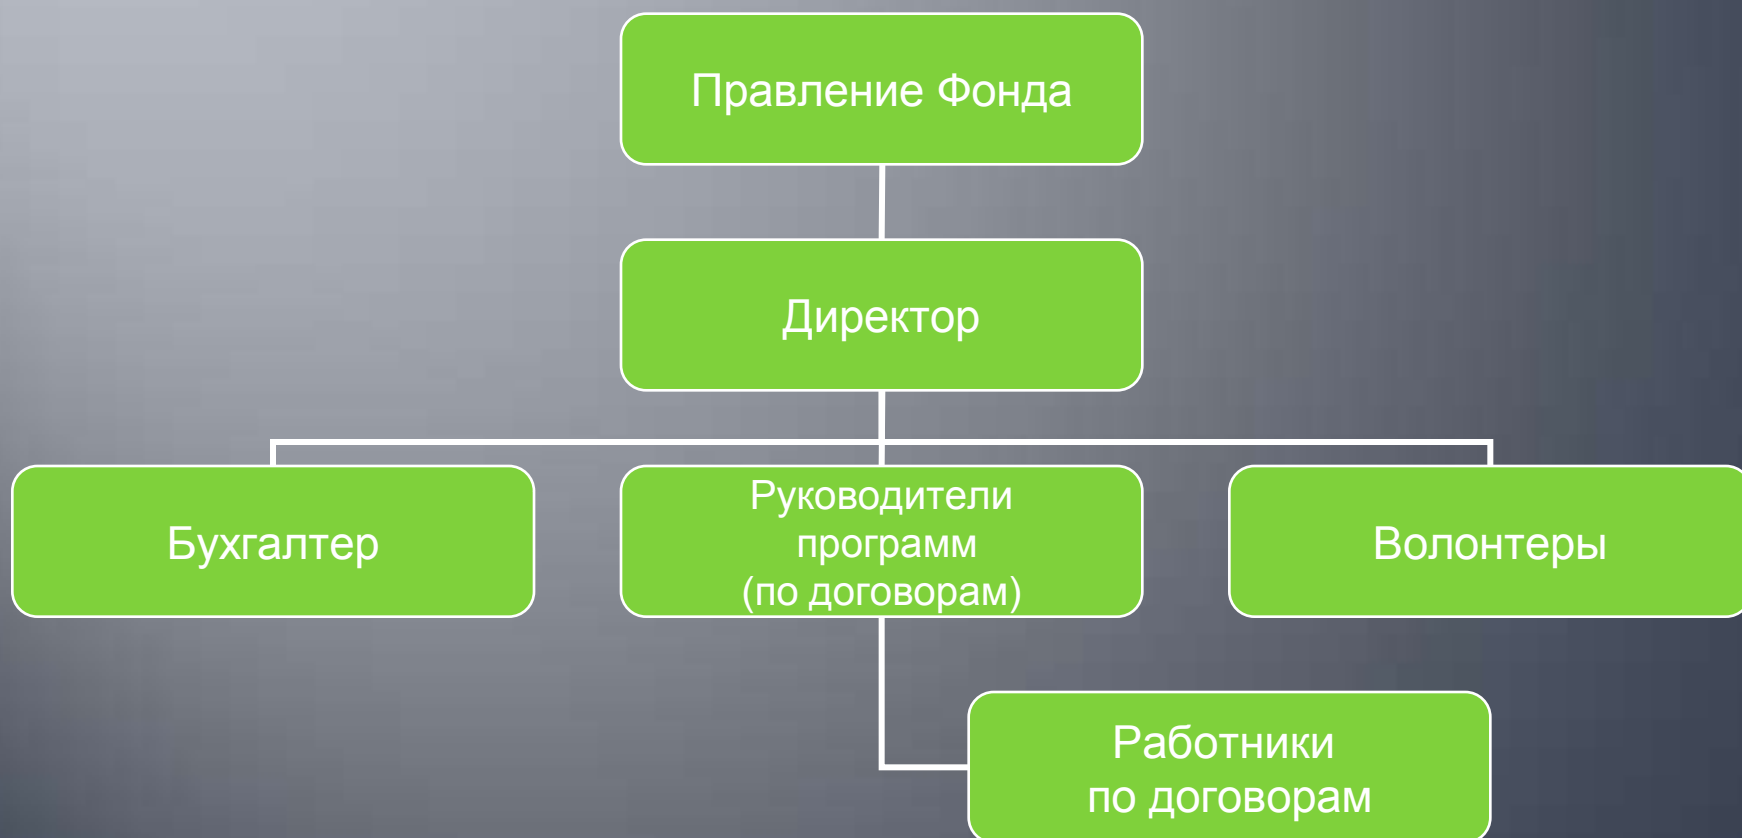 Правление Фонда
Директор
Бухгалтер
Руководители
программ
(по договорам)
Волонтеры
Работники
по договорам